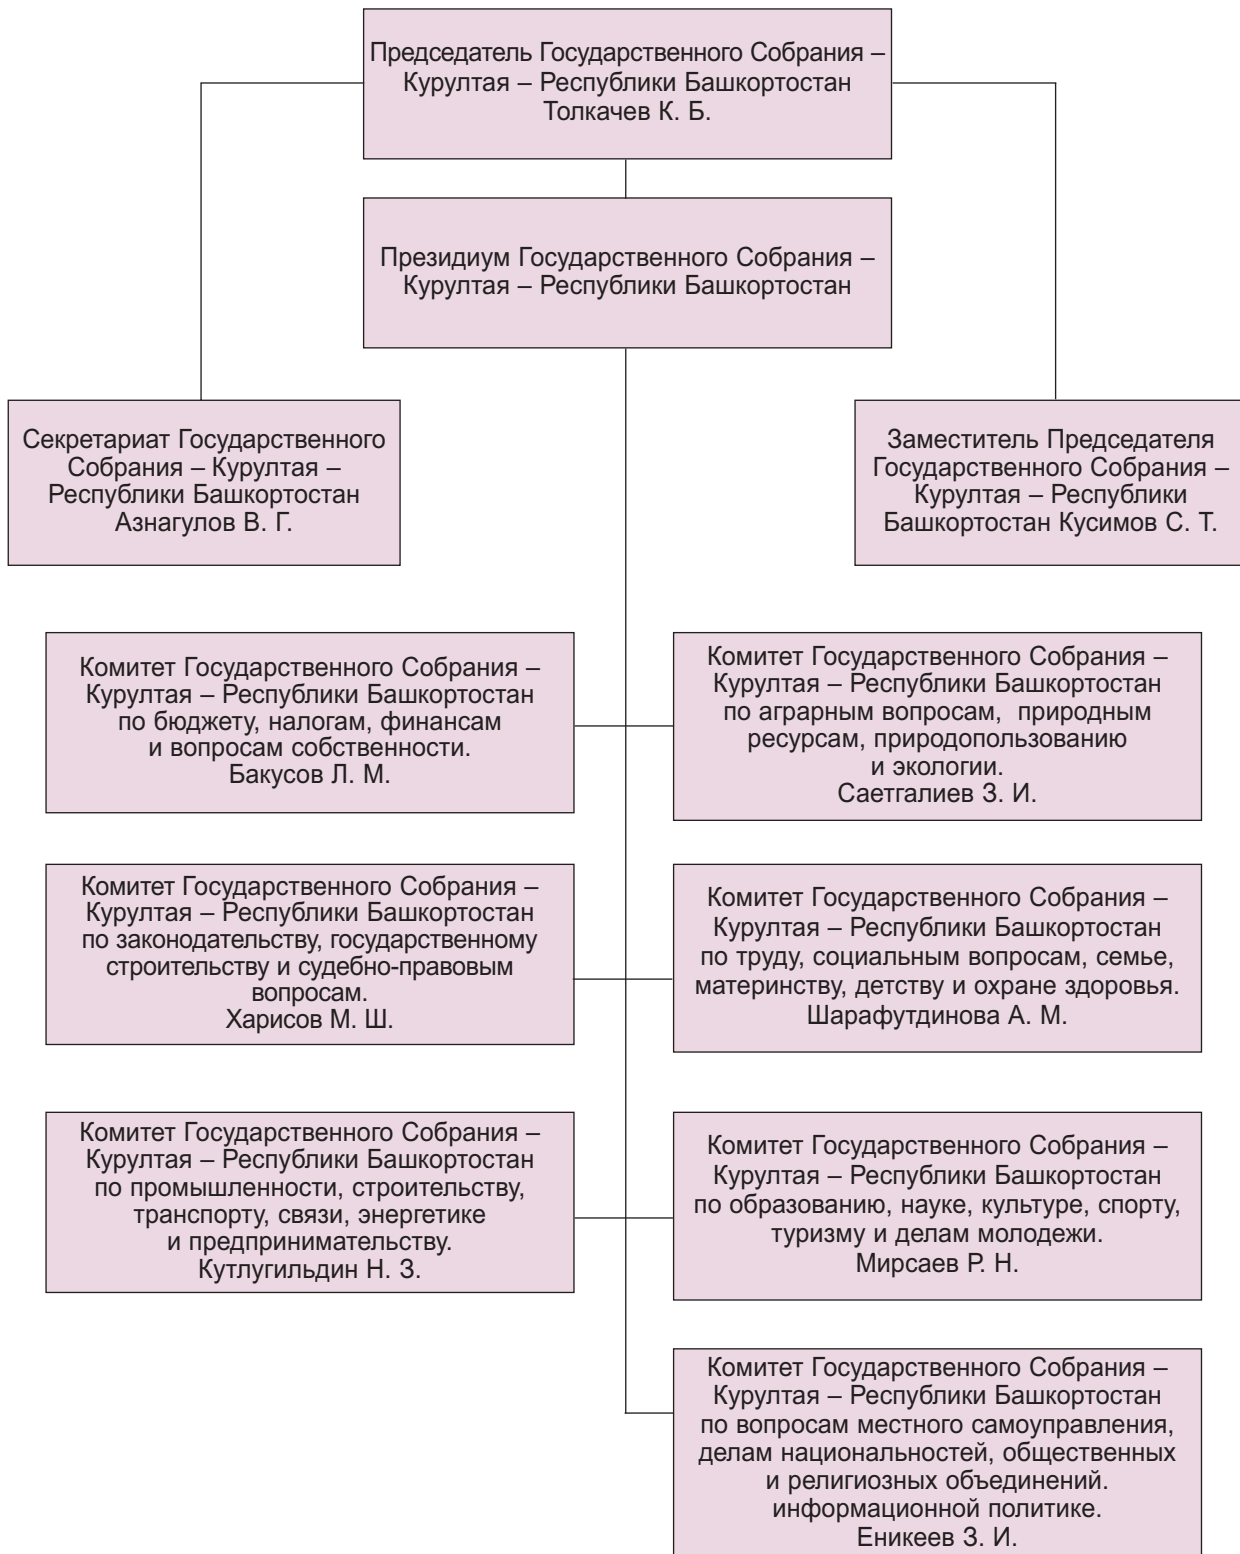 Председатель Государственного Собрания –
Курултая – Республики Башкортостан
Толкачев К. Б.
Президиум Государственного Собрания –
Курултая – Республики Башкортостан
Секретариат Государственного
Собрания – Курултая –
Республики Башкортостан
Азнагулов В. Г.
Заместитель Председателя
Государственного Собрания –
Курултая – Республики
Башкортостан Кусимов С. Т.
Комитет Государственного Собрания –
Курултая – Республики Башкортостан
по бюджету, налогам, финансам
и вопросам собственности.
Бакусов Л. М.
Комитет Государственного Собрания –
Курултая – Республики Башкортостан
по аграрным вопросам, природным
ресурсам, природопользованию
и экологии.
Саетгалиев З. И.
Комитет Государственного Собрания –
Курултая – Республики Башкортостан
по законодательству, государственному
строительству и судебно-правовым
вопросам.
Харисов М. Ш.
Комитет Государственного Собрания –
Курултая – Республики Башкортостан
по труду, социальным вопросам, семье,
материнству, детству и охране здоровья.
Шарафутдинова А. М.
Комитет Государственного Собрания –
Курултая – Республики Башкортостан
по промышленности, строительству,
транспорту, связи, энергетике
и предпринимательству.
Кутлугильдин Н. З.
Комитет Государственного Собрания –
Курултая – Республики Башкортостан
по образованию, науке, культуре, спорту,
туризму и делам молодежи.
Мирсаев Р. Н.
Комитет Государственного Собрания –
Курултая – Республики Башкортостан
по вопросам местного самоуправления,
делам национальностей, общественных
и религиозных объединений.
информационной политике.
Еникеев З. И.